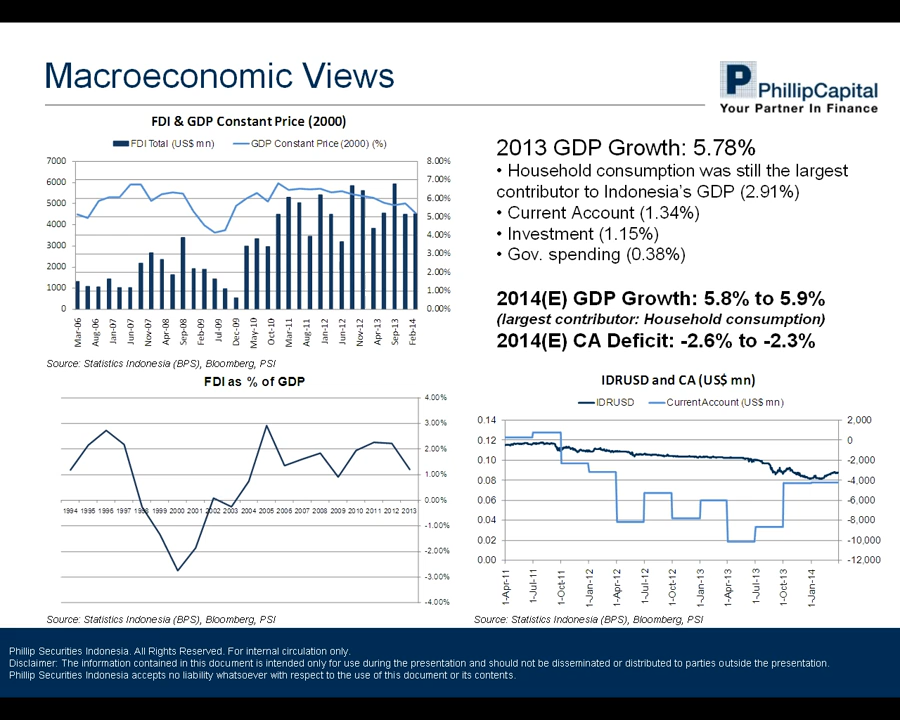 Macroeconomic Views
P PhillipCapital
Your Partner In Finance
FDI & GDP Constant Price (2000)
FDI Total (US$ mn) GDP Constant Price (2000) (%)
7000
6000
5000
4000
3000
2000
1000
0
8.00%
7.00%
6.00%
5.00%
4.00%
3.00%
2.00%
1.00%
0.00%
Mar-06 Aug-06 Jan-07 Jun-07 Nov-07 Apr-08 Sep-08 Feb-09 Jul-09 Dec-09 May-10 Oct-10 Mar-11 Aug-11 Jan-12 Jun-12 Nov-12 Apr-13 Sep-13 Feb-14
Source: Statistics Indonesia (BPS), Bloomberg, PSI
2013 GDP Growth: 5.78%
• Household consumption was still the largest
contributor to Indonesia's GDP (2.91%)
• Current Account (1.34%)
• Investment (1.15%)
• Gov. spending (0.38%)
2014(E) GDP Growth: 5.8% to 5.9%
(largest contributor: Household consumption)
2014(E) CA Deficit: -2.6% to -2.3%
FDI as % of GDP
4.00%
3.00%
2.00%
1.00%
0.00%
-1.00%
-2.00%
-3.00%
-4.00%
1994 1995 1996 1997 1998 1999 2000 2001 2002 2003 2004 2005 2006 2007 2008 2009 2010 2011 2012 2013
Source: Statistics Indonesia (BPS), Bloomberg, PSI
IDRUSD and CA (US$ mn)
IDRUSD Current Account (US$ mn)
0.14
0.12
0.10
0.08
0.06
0.04
0.02
0.00
2,000
0
-2,000
-4,000
-6,000
-8,000
-10,000
-12,000
1-Apr-11 1-Jul-11 1-Oct-11 1-Jan-12 1-Apr-12 1-Jul-12 1-Oct-12 1-Jan-13 1-Apr-13 1-Jul-13 1-Oct-13 1-Jan-14
Source: Statistics Indonesia (BPS), Bloomberg, PSI
Phillip Securities Indonesia. All Rights Reserved. For internal circulation only.
Disclaimer: The information contained in this document is intended only for use during the presentation and should not be disseminated or distributed to parties outside the presentation.
Phillip Securities Indonesia accepts no liability whatsoever with respect to the use of this document or its contents.